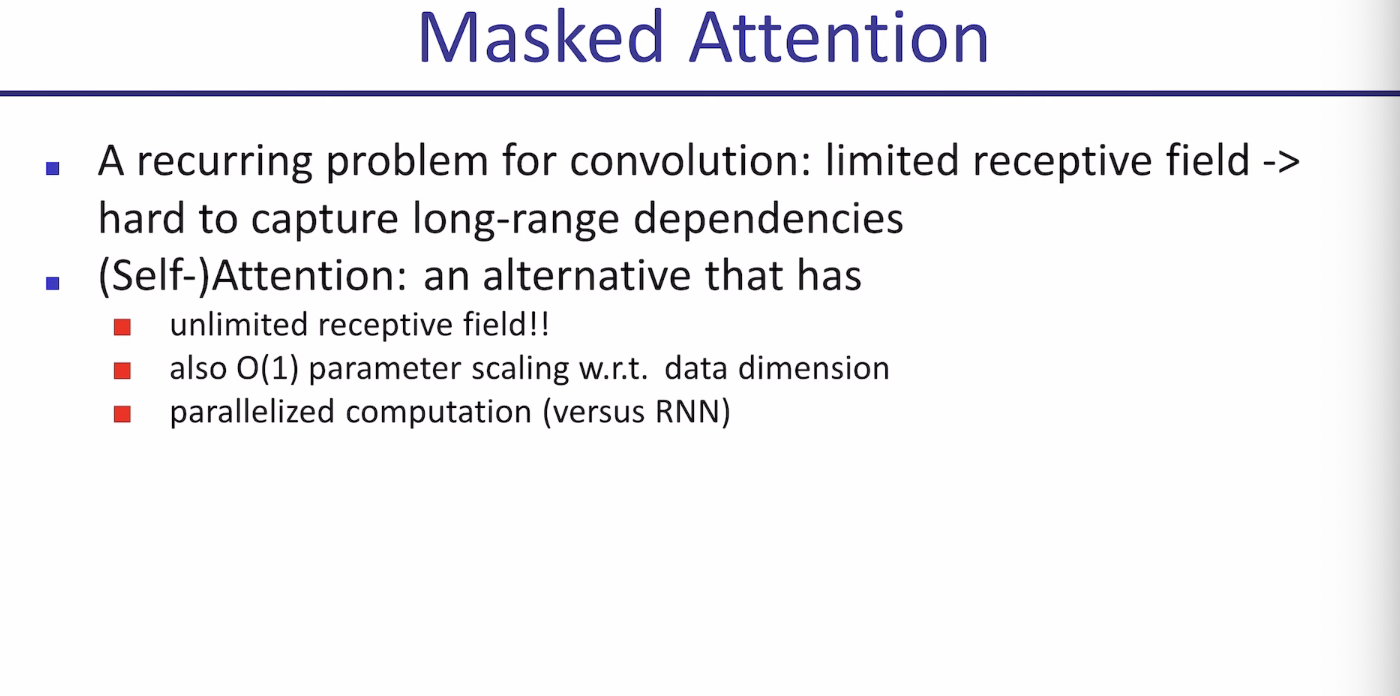 Masked Attention
A recurring problem for convolution: limited receptive field ->
hard to capture long-range dependencies
(Self-)Attention: an alternative that has
unlimited receptive field!!
also O(1) parameter scaling w.r.t.  data dimension
parallelized computation (versus RNN)